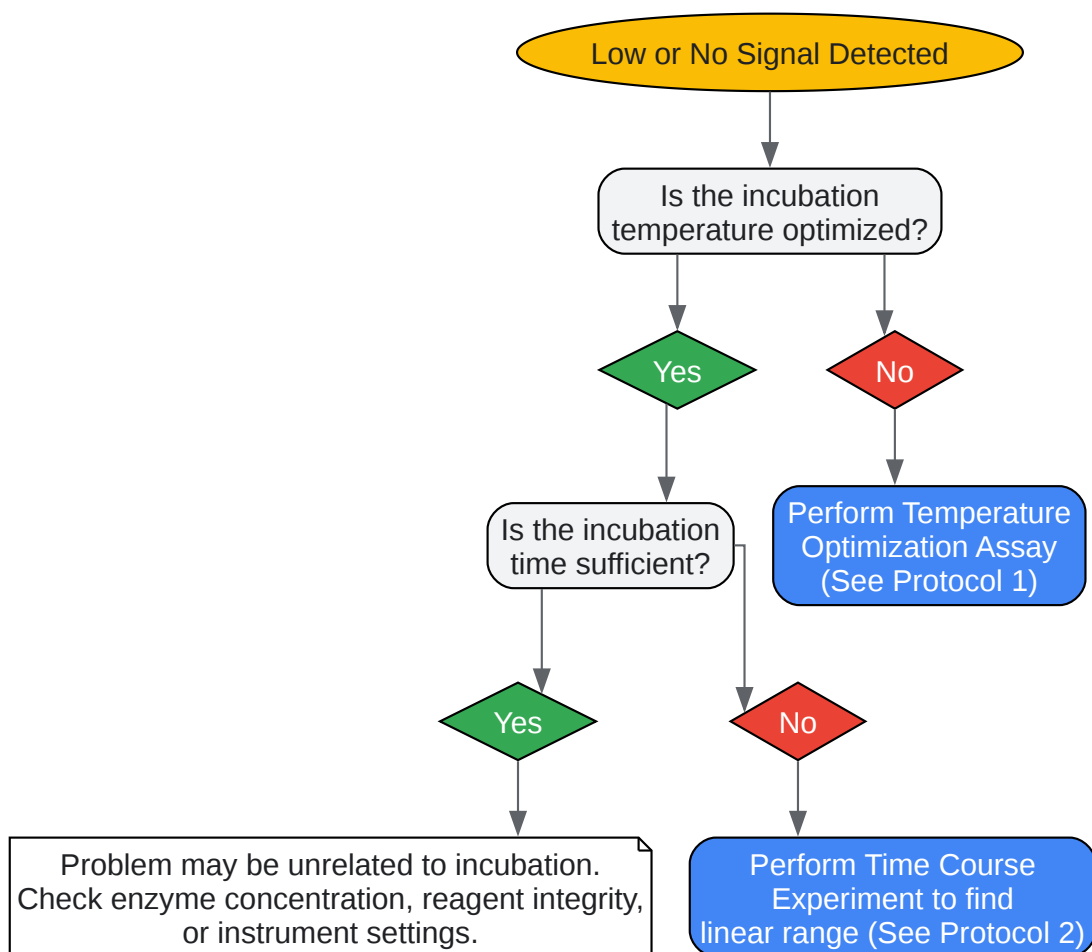 Low or No Signal Detected
Is the incubation
temperature optimized?
Yes
No
Perform Temperature
Optimization Assay
(See Protocol 1)
Is the incubation
time sufficient?
Yes
No
Problem may be unrelated to incubation.
Check enzyme concentration, reagent integrity,
or instrument settings.
Perform Time Course
Experiment to find
linear range (See Protocol 2)